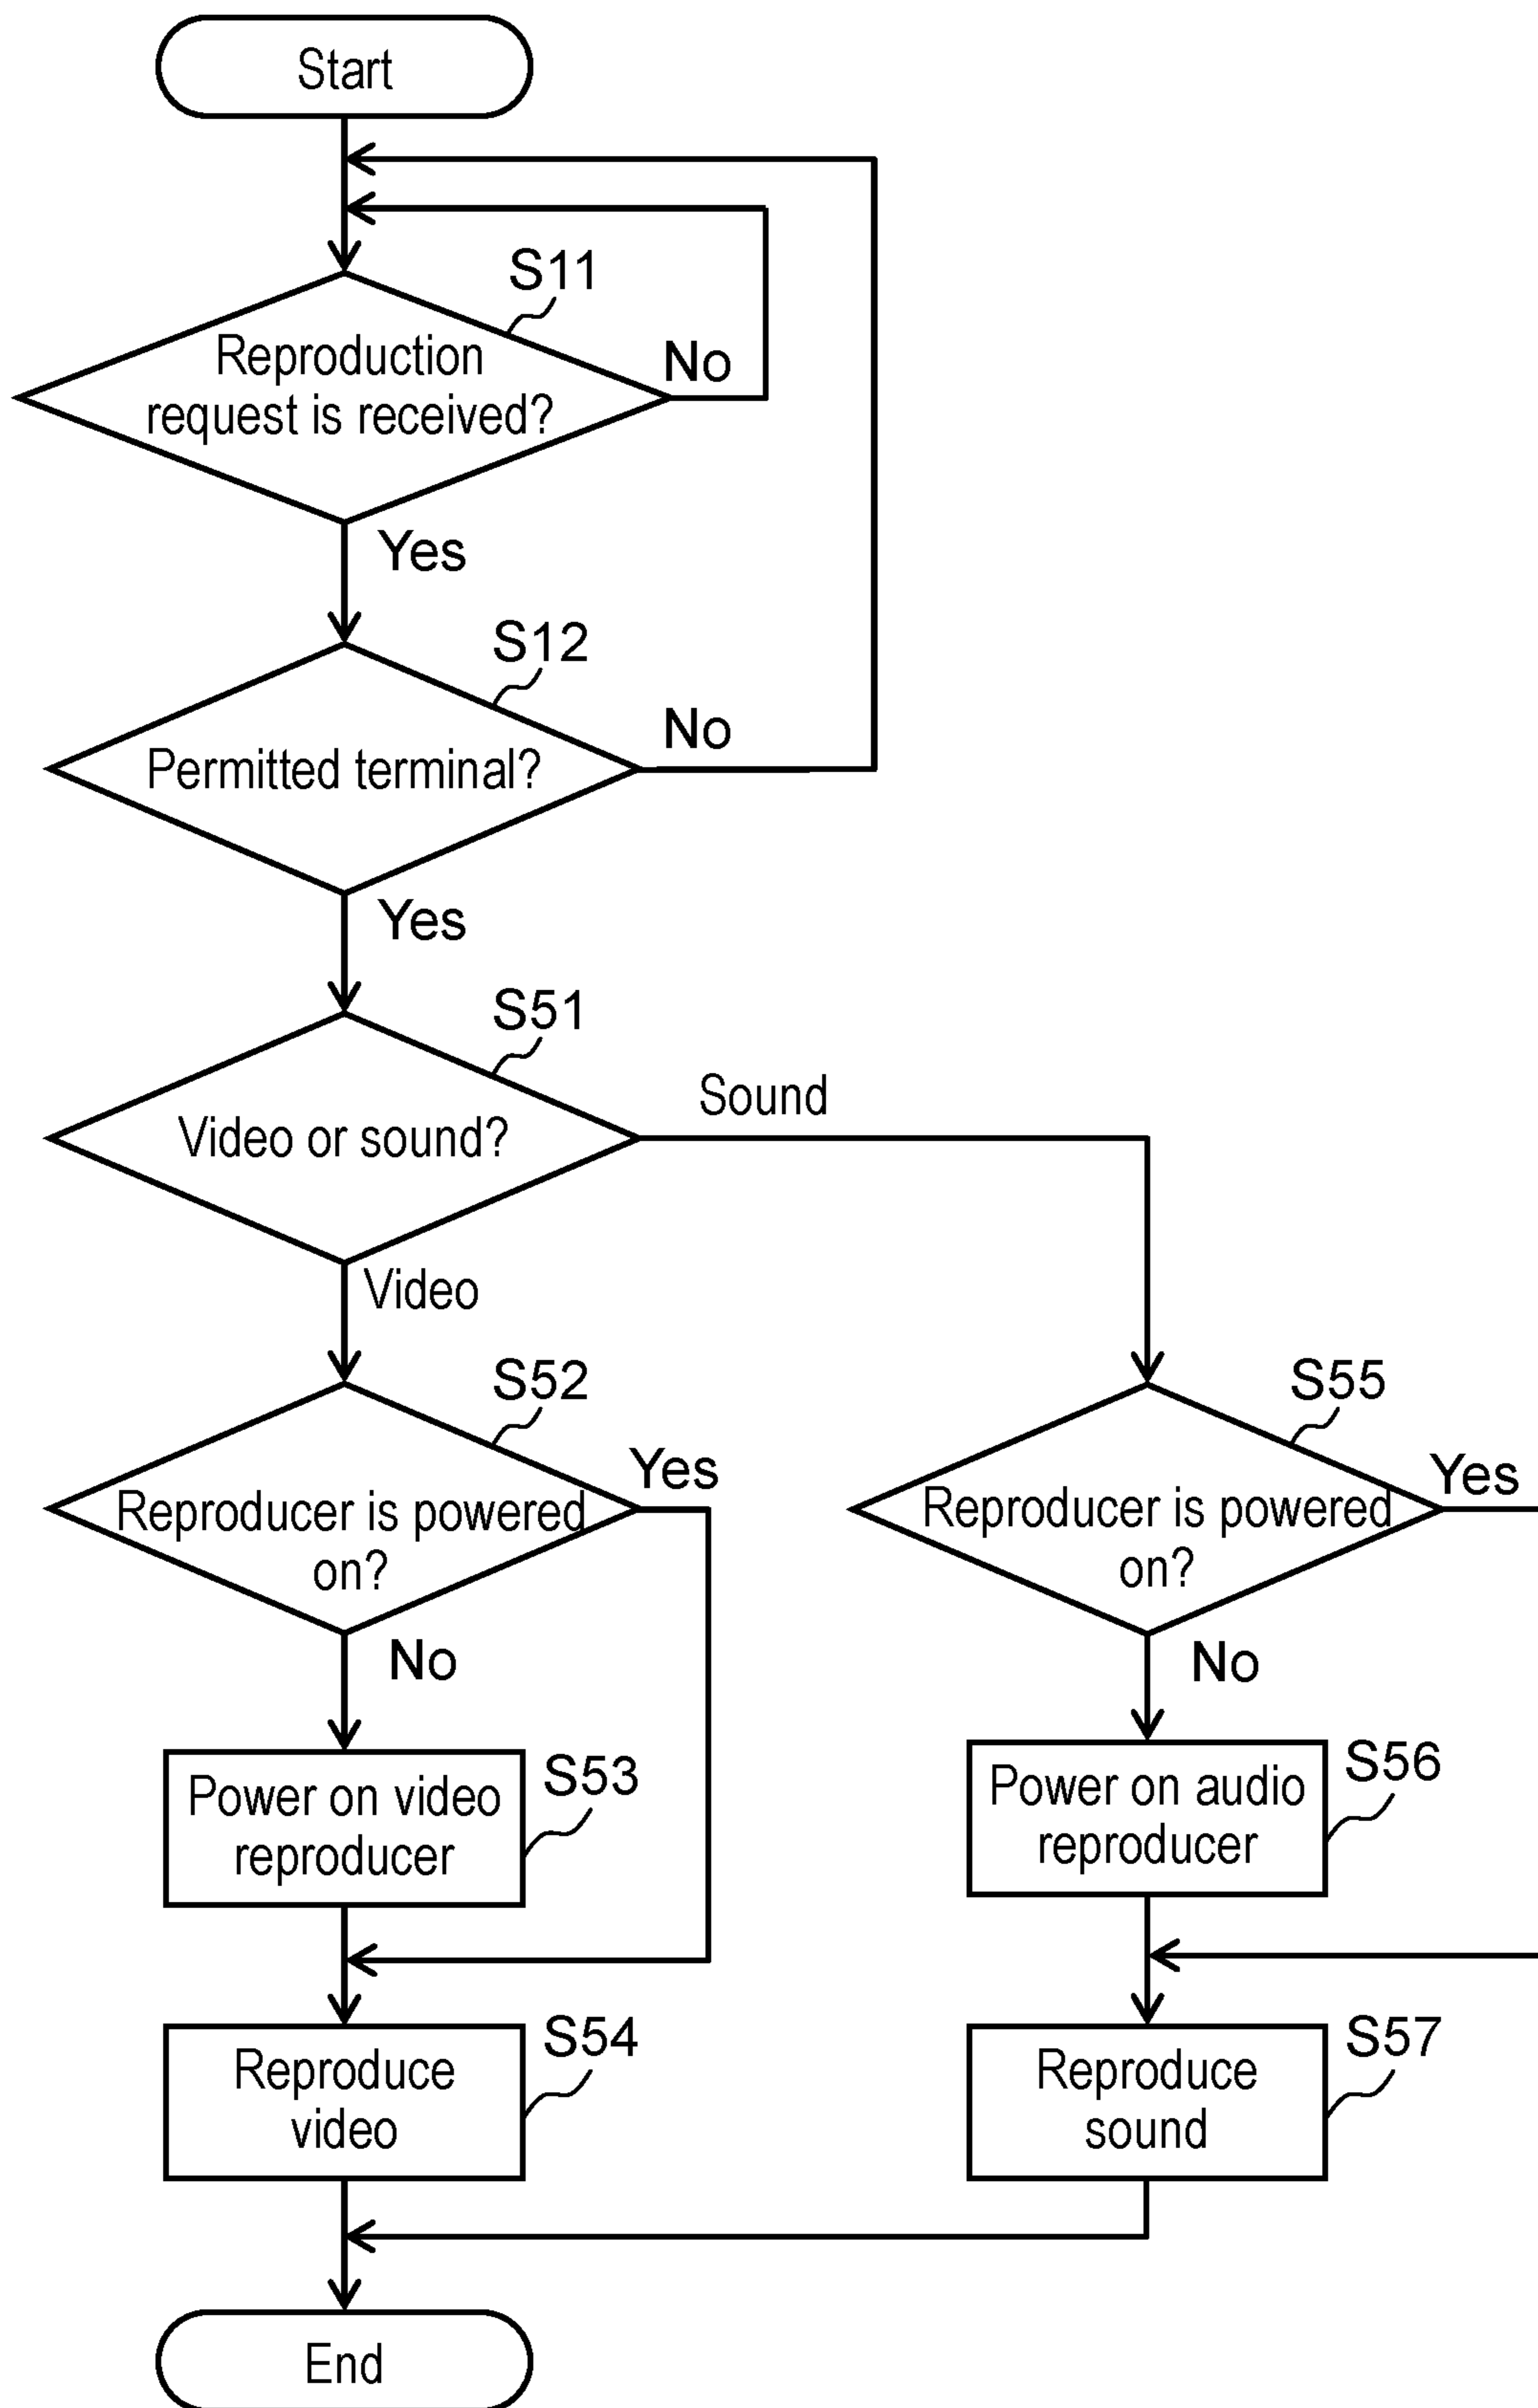 Start
S11
Reproduction
request is received?
No
Yes
S12
Permitted terminal?
No
Yes
S51
Video or sound?
Sound
Video
S52
Reproducer is powered
on?
Yes
No
S53
Power on video
reproducer
S54
Reproduce
video
S55
Reproducer is powered
on?
Yes
No
S56
Power on audio
reproducer
S57
Reproduce
sound
End